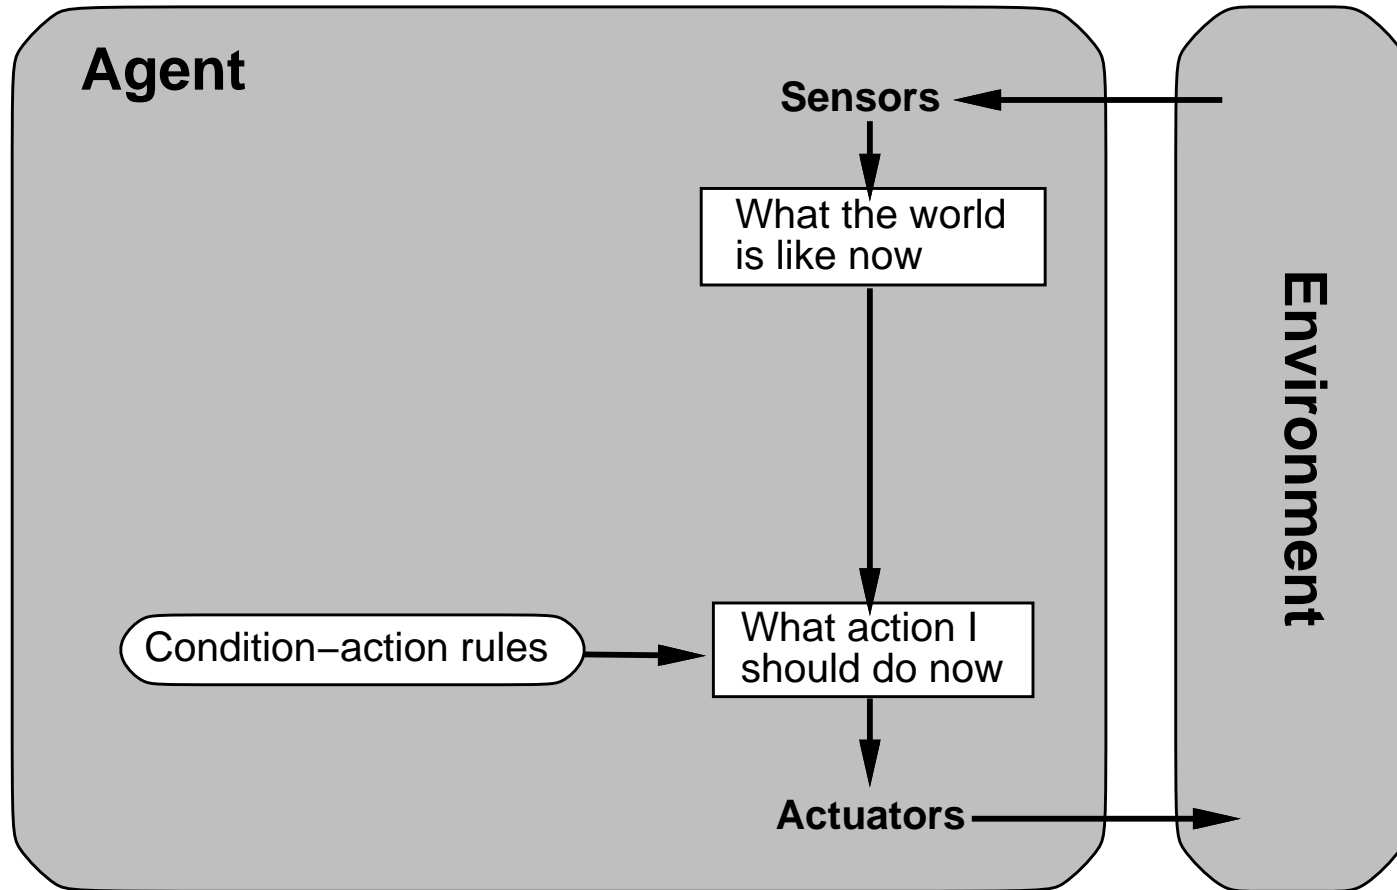 Agent
Sensors
What the world
is like now
Environment
Condition–action rules
What action I
should do now
Actuators